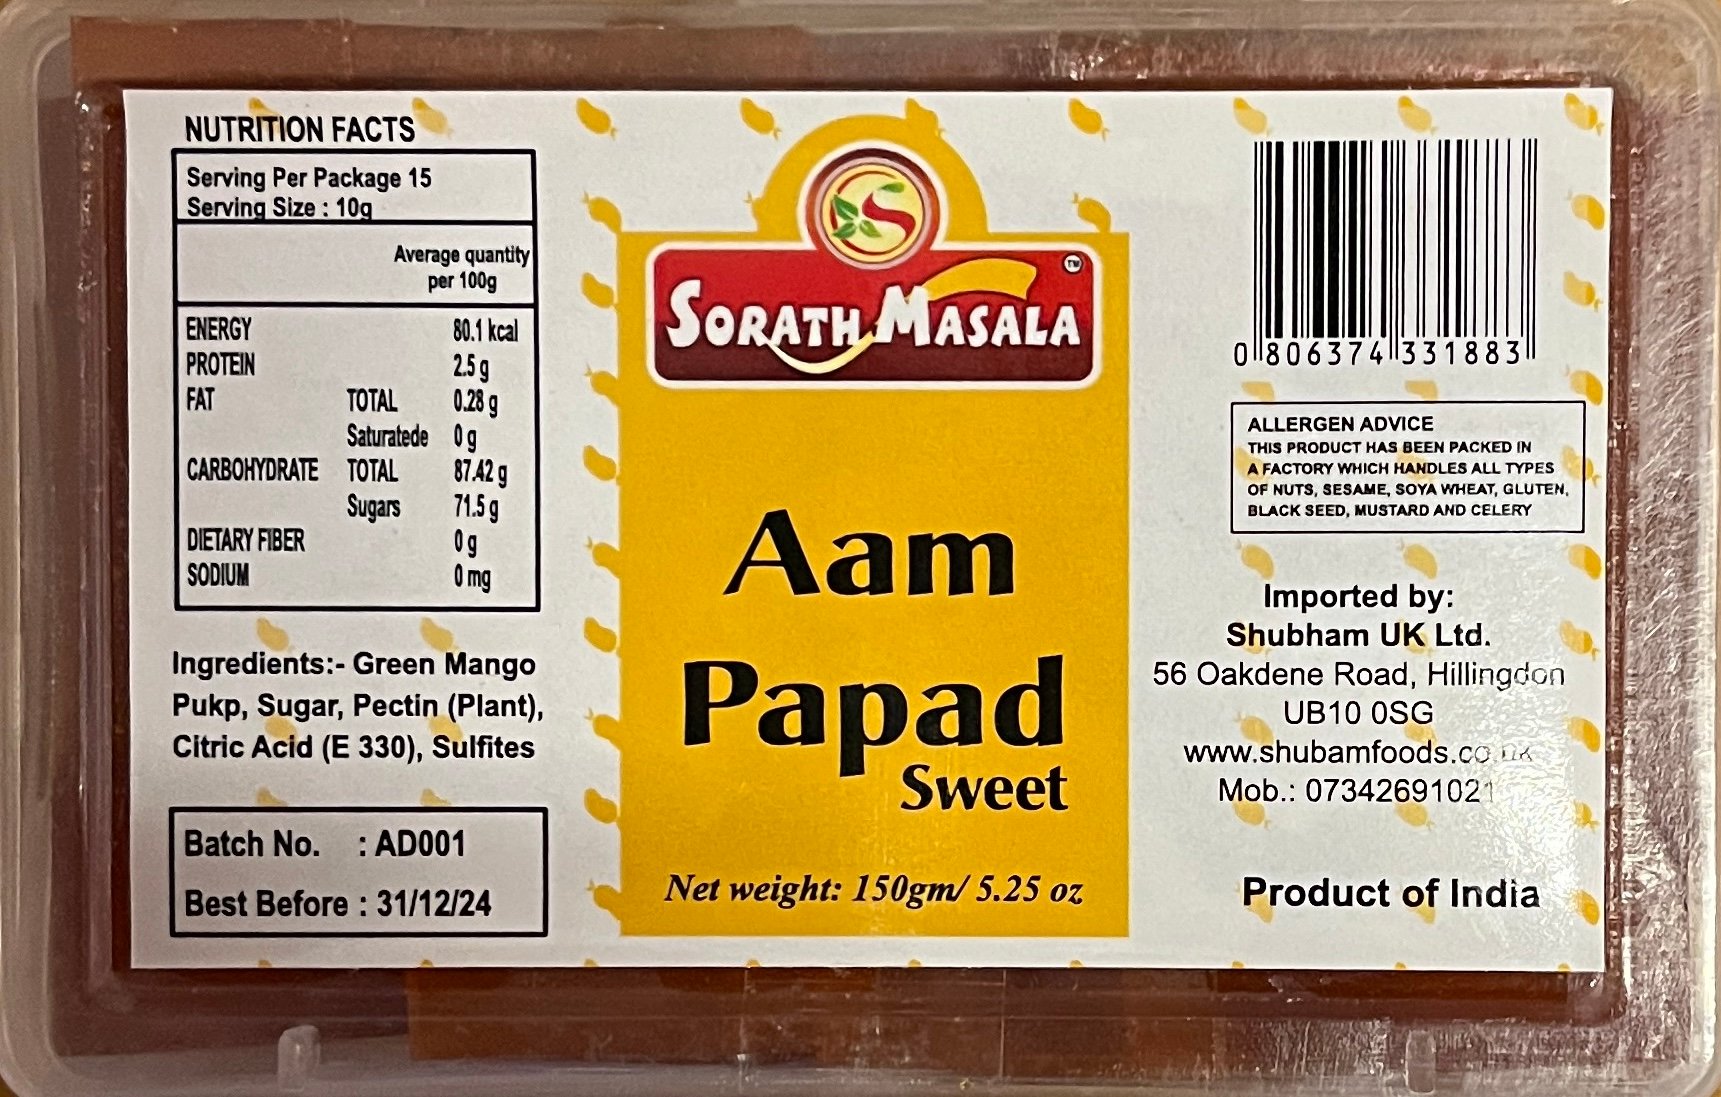 NUTRITION FACTS
Serving Per Package 15
Serving Size : 10g
Average quantity
per 100g
ENERGY 80.1 kcal
PROTEIN 2.5 g
FAT TOTAL 0.28 g
Saturatede 0 g
CARBOHYDRATE TOTAL 87.42 g
Sugars 71.5 g
DIETARY FIBER 0 g
SODIUM 0 mg
Ingredients:- Green Mango
Pukp, Sugar, Pectin (Plant),
Citric Acid (E 330), Sulfites
Batch No. : AD001
Best Before : 31/12/24
S
SORATH MASALA TM
Aam
Papad
Sweet
Net weight: 150gm/ 5.25 oz
0 806374 331883
ALLERGEN ADVICE
THIS PRODUCT HAS BEEN PACKED IN
A FACTORY WHICH HANDLES ALL TYPES
OF NUTS, SESAME, SOYA WHEAT, GLUTEN,
BLACK SEED, MUSTARD AND CELERY
Imported by:
Shubham UK Ltd.
56 Oakdene Road, Hillingdon
UB10 0SG
www.shubamfoods.co.uk
Mob.: 07342691021
Product of India